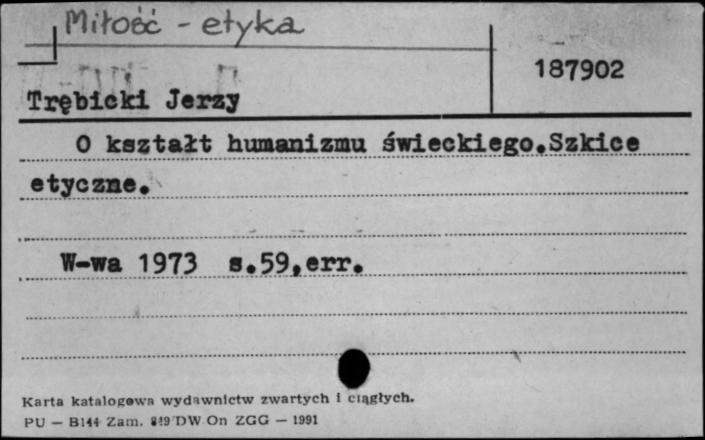 Miłość - etyka
187902
Trębicki Jerzy
O kształt humanizmu świeckiego.Szkice
etyczne.
W-wa 1973 s.59,err.
Karta katalogowa wydawnictw zwartych i ciągłych.
PU — B144 Zam. 849 DW On ZGG — 1991